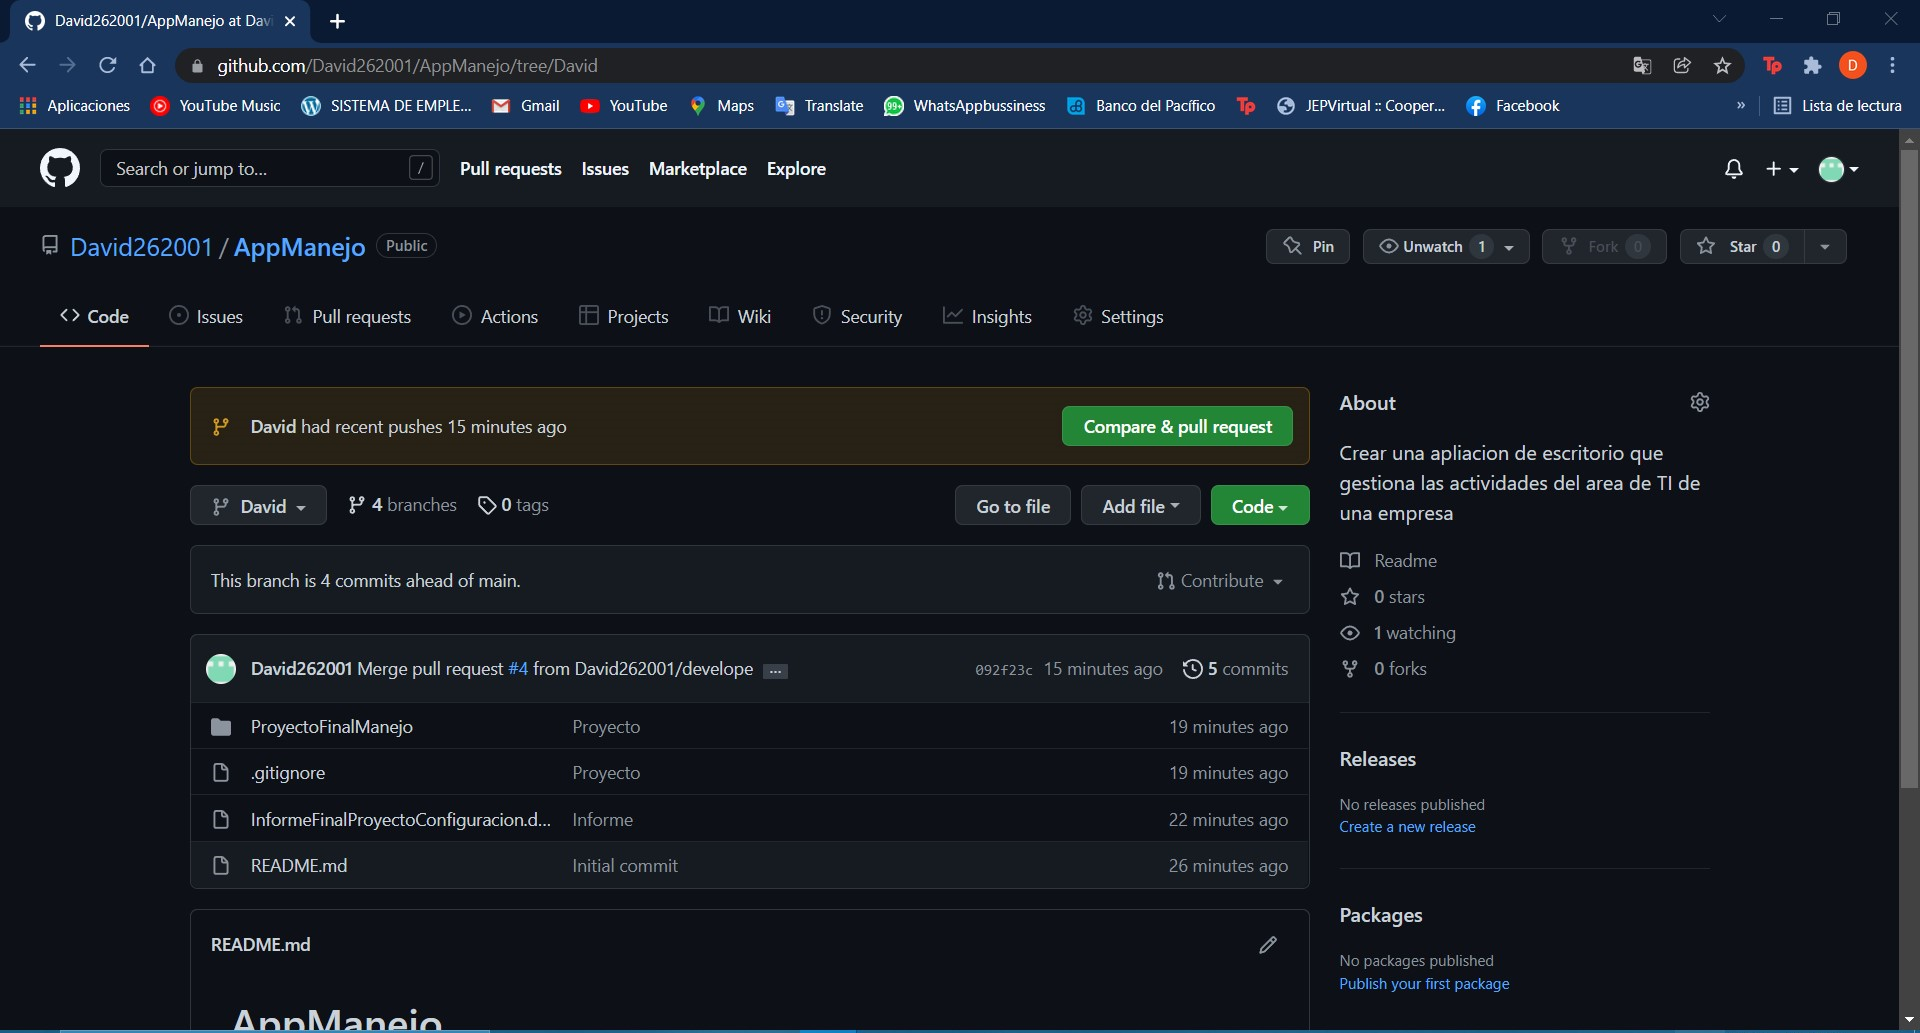 David262001/AppManejo at Davi
github.com/David262001/AppManejo/tree/David
D
Aplicaciones YouTube Music SISTEMA DE EMPLE... Gmail YouTube Maps Translate 99+ WhatsAppbussiness Banco del Pacífico Tp JEPVirtual :: Cooper... Facebook » Lista de lectura
Search or jump to... / Pull requests Issues Marketplace Explore
David262001 / AppManejo Public Pin Unwatch 1 Fork 0 Star 0
Code Issues Pull requests Actions Projects Wiki Security Insights Settings
David had recent pushes 15 minutes ago Compare & pull request
David 4 branches 0 tags Go to file Add file Code
This branch is 4 commits ahead of main. Contribute
David262001 Merge pull request #4 from David262001/develope ... 092f23c 15 minutes ago 5 commits
ProyectoFinalManejo Proyecto 19 minutes ago
.gitignore Proyecto 19 minutes ago
InformeFinalProyectoConfiguracion.d... Informe 22 minutes ago
README.md Initial commit 26 minutes ago
README.md
AppManejo
About
Crear una apliacion de escritorio que
gestiona las actividades del area de TI de
una empresa
Readme
0 stars
1 watching
0 forks
Releases
No releases published
Create a new release
Packages
No packages published
Publish your first package